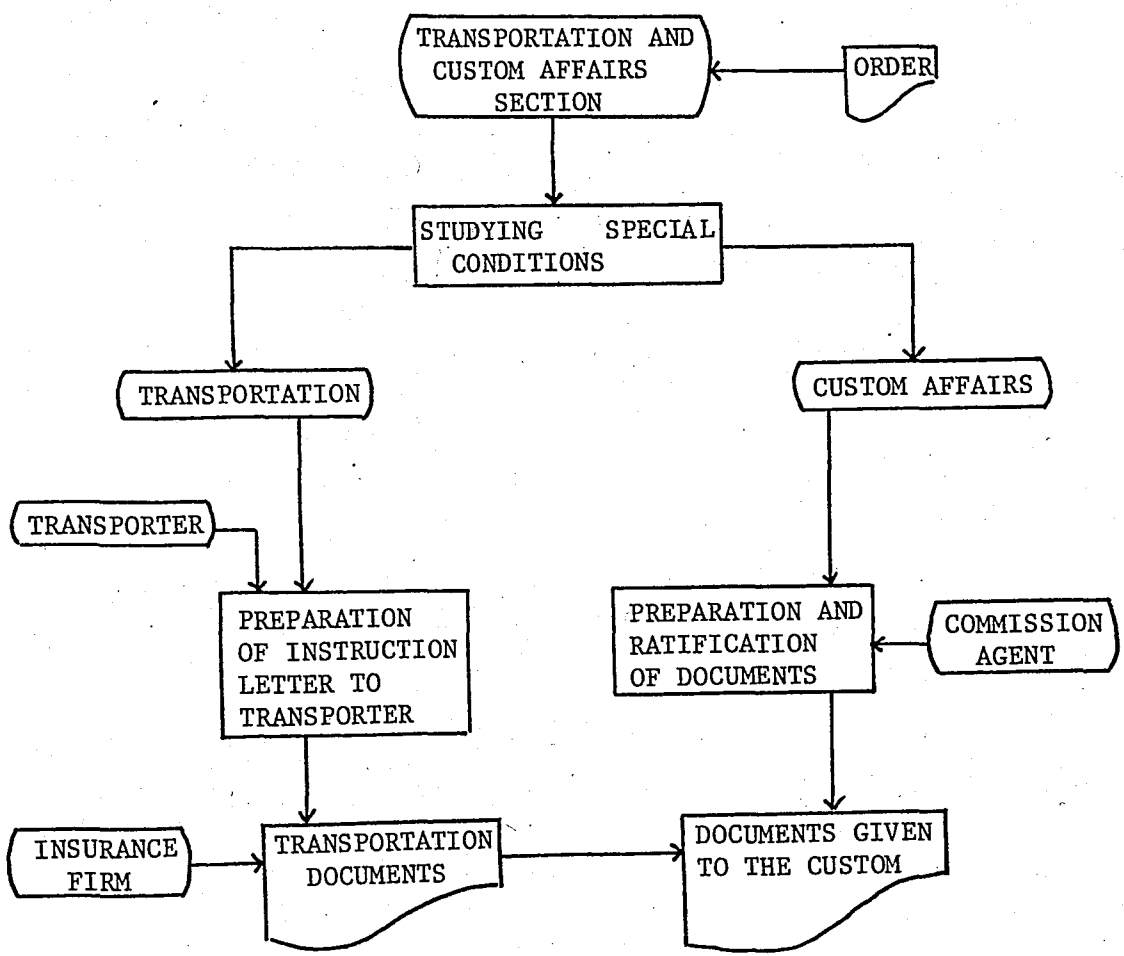 TRANSPORTATION AND
CUSTOM AFFAIRS
SECTION
ORDER
STUDYING SPECIAL
CONDITIONS
TRANSPORTATION
CUSTOM AFFAIRS
TRANSPORTER
PREPARATION
OF INSTRUCTION
LETTER TO
TRANSPORTER
PREPARATION AND
RATIFICATION
OF DOCUMENTS
COMMISSION
AGENT
INSURANCE
FIRM
TRANSPORTATION
DOCUMENTS
DOCUMENTS GIVEN
TO THE CUSTOM